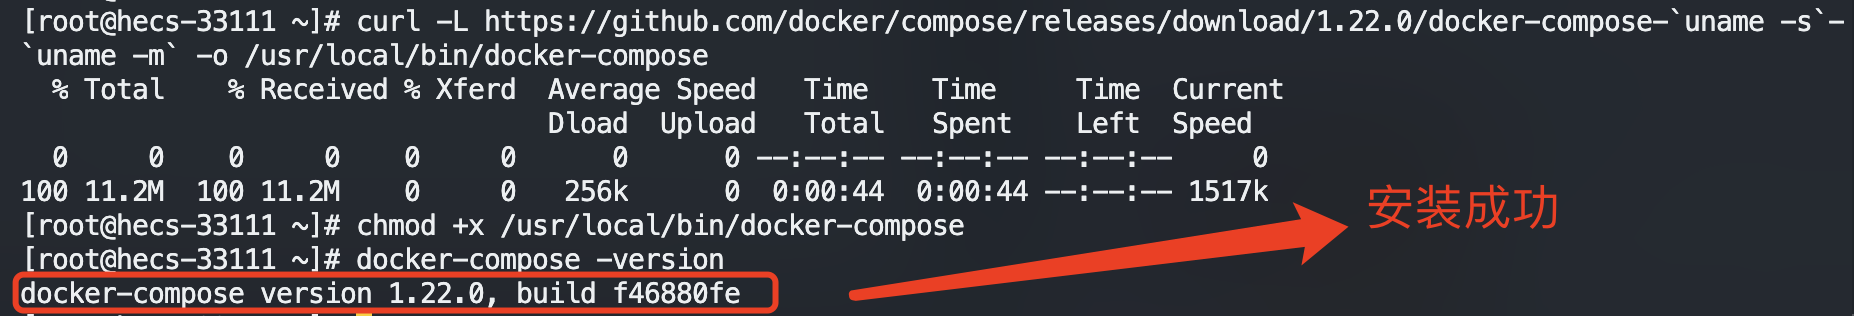 [root@hecs-33111 ~]# curl -L https://github.com/docker/compose/releases/download/1.22.0/docker-compose-`uname -s`-
`uname -m` -o /usr/local/bin/docker-compose
% Total % Received % Xferd Average Speed Time Time Time Current
Dload Upload Total Spent Left Speed
0 0 0 0 0 0 0 0 --:--:-- --:--:-- --:--:-- 0
100 11.2M 100 11.2M 0 0 256k 0 0:00:44 0:00:44 --:--:-- 1517k
安装成功
[root@hecs-33111 ~]# chmod +x /usr/local/bin/docker-compose
[root@hecs-33111 ~]# docker-compose -version
docker-compose version 1.22.0, build f46880fe